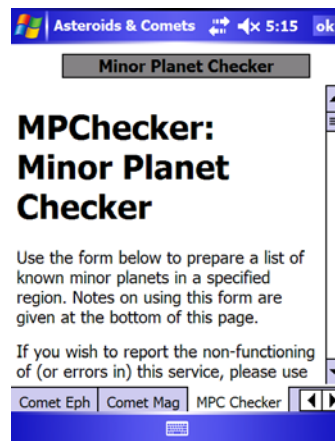 Asteroids & Comets 5:15 ok
Minor Planet Checker
MPChecker:
Minor Planet
Checker
Use the form below to prepare a list of
known minor planets in a specified
region. Notes on using this form are
given at the bottom of this page.
If you wish to report the non-functioning
of (or errors in) this service, please use
Comet Eph Comet Mag MPC Checker